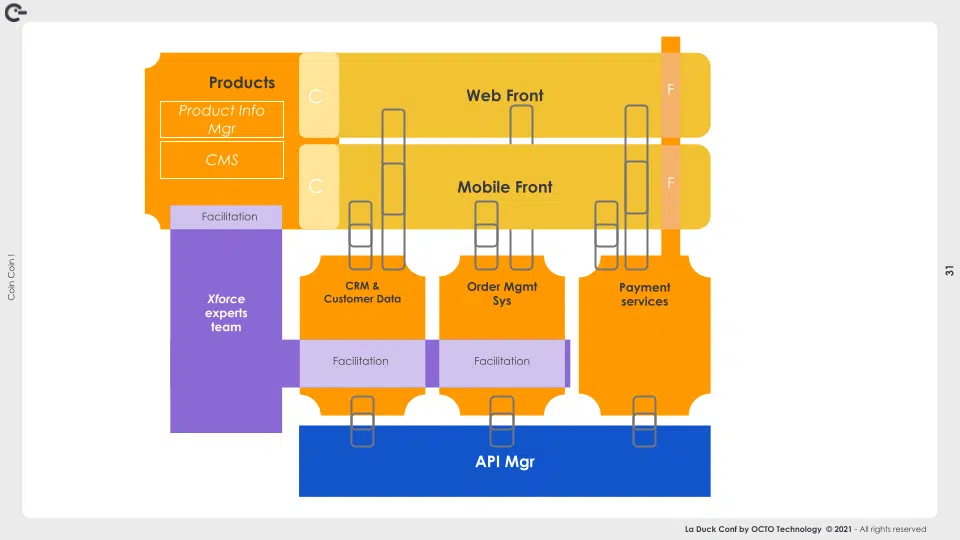 Products
Product Info
Mgr
CMS
C
Web Front
F
C
Mobile Front
F
Facilitation
Xforce
experts
team
CRM &
Customer Data
Order Mgmt
Sys
Payment
services
Facilitation
Facilitation
API Mgr
Coin Coin !
31
La Duck Conf by OCTO Technology © 2021 - All rights reserved